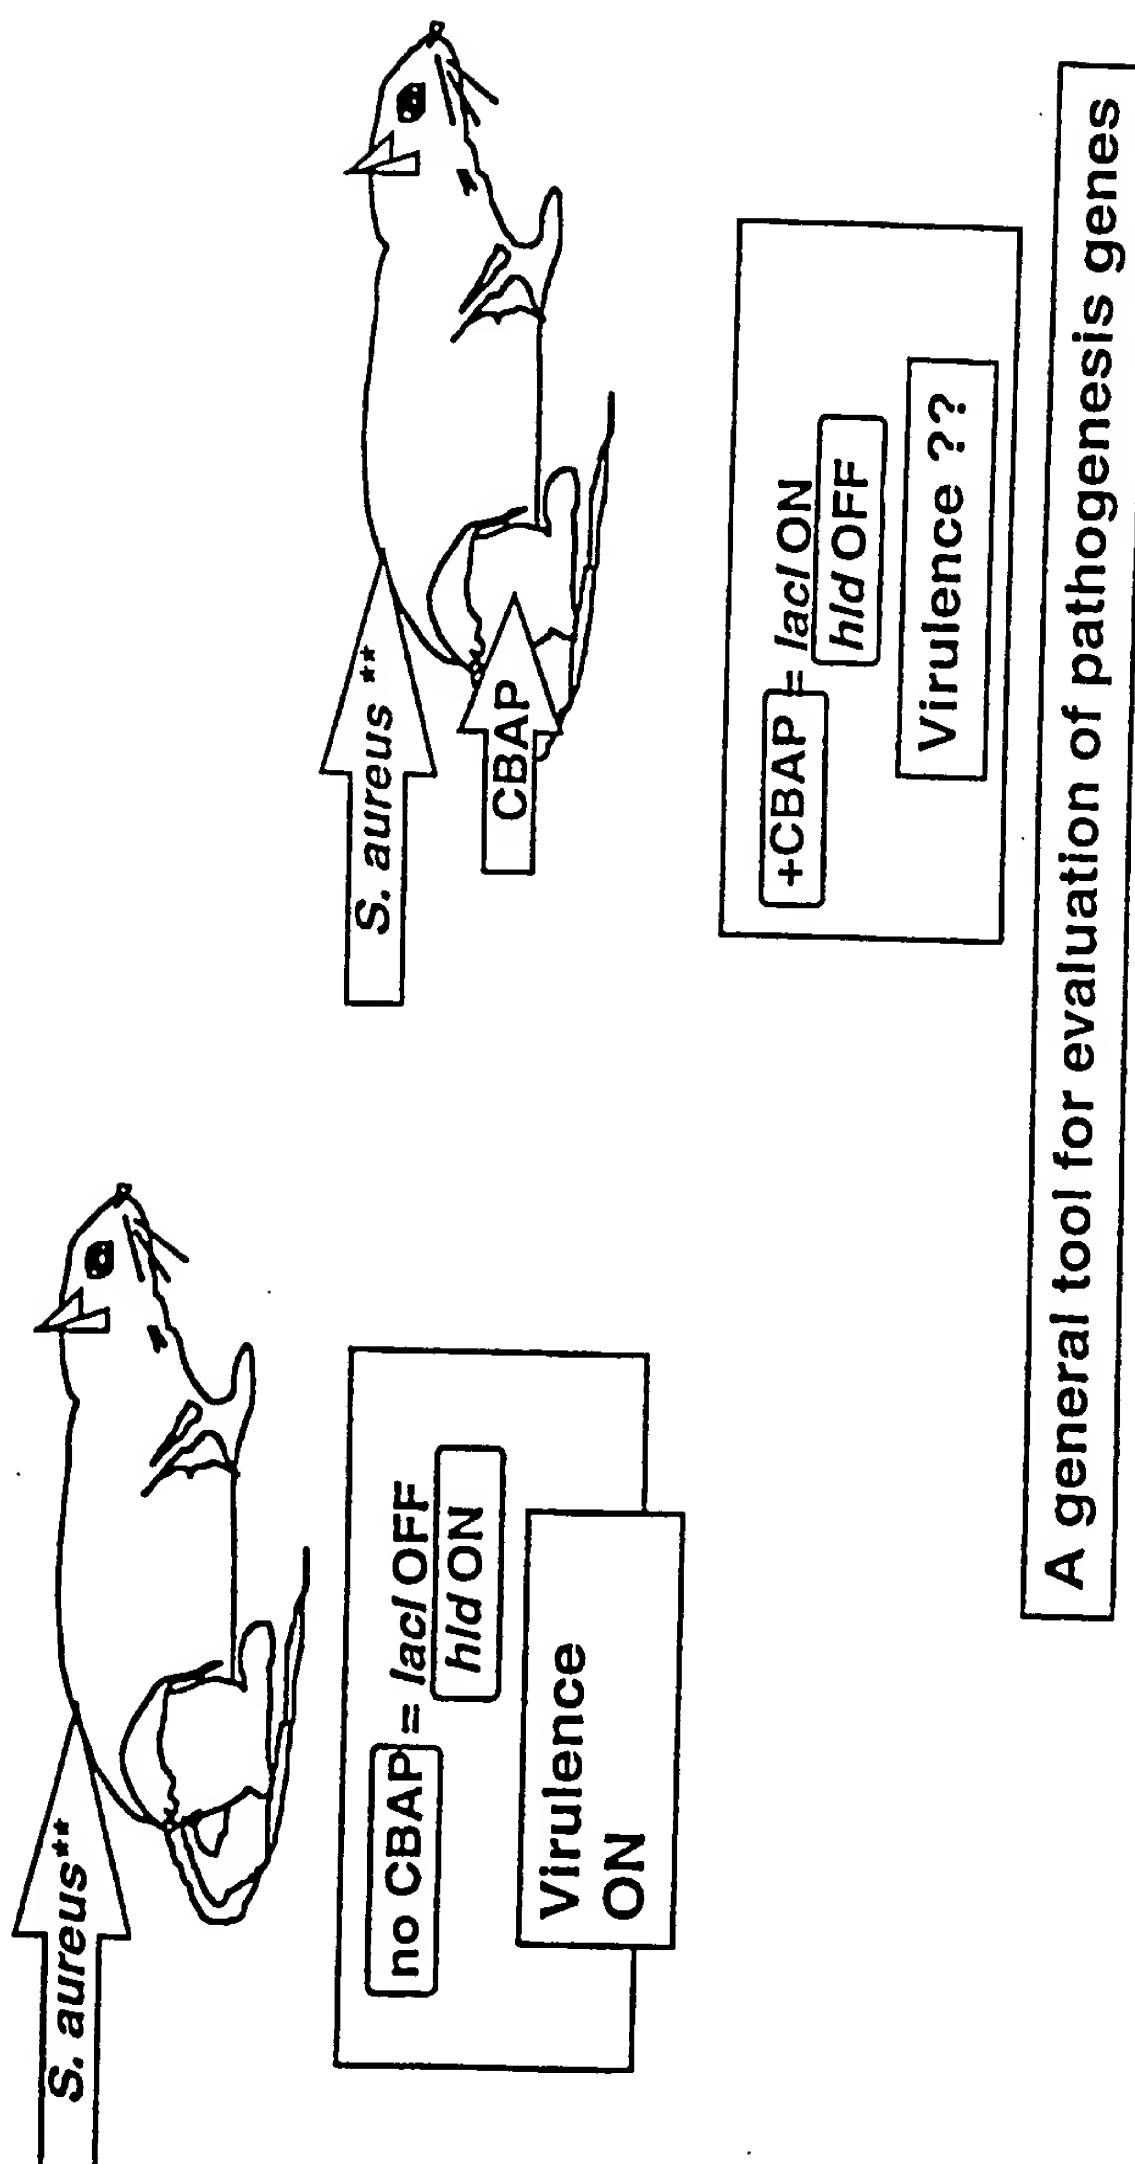 S. aureus**
no CBAP = lacI OFF
hld ON
Virulence
ON
S. aureus **
CBAP
+CBAP = lacI ON
hld OFF
Virulence ??
A general tool for evaluation of pathogenesis genes